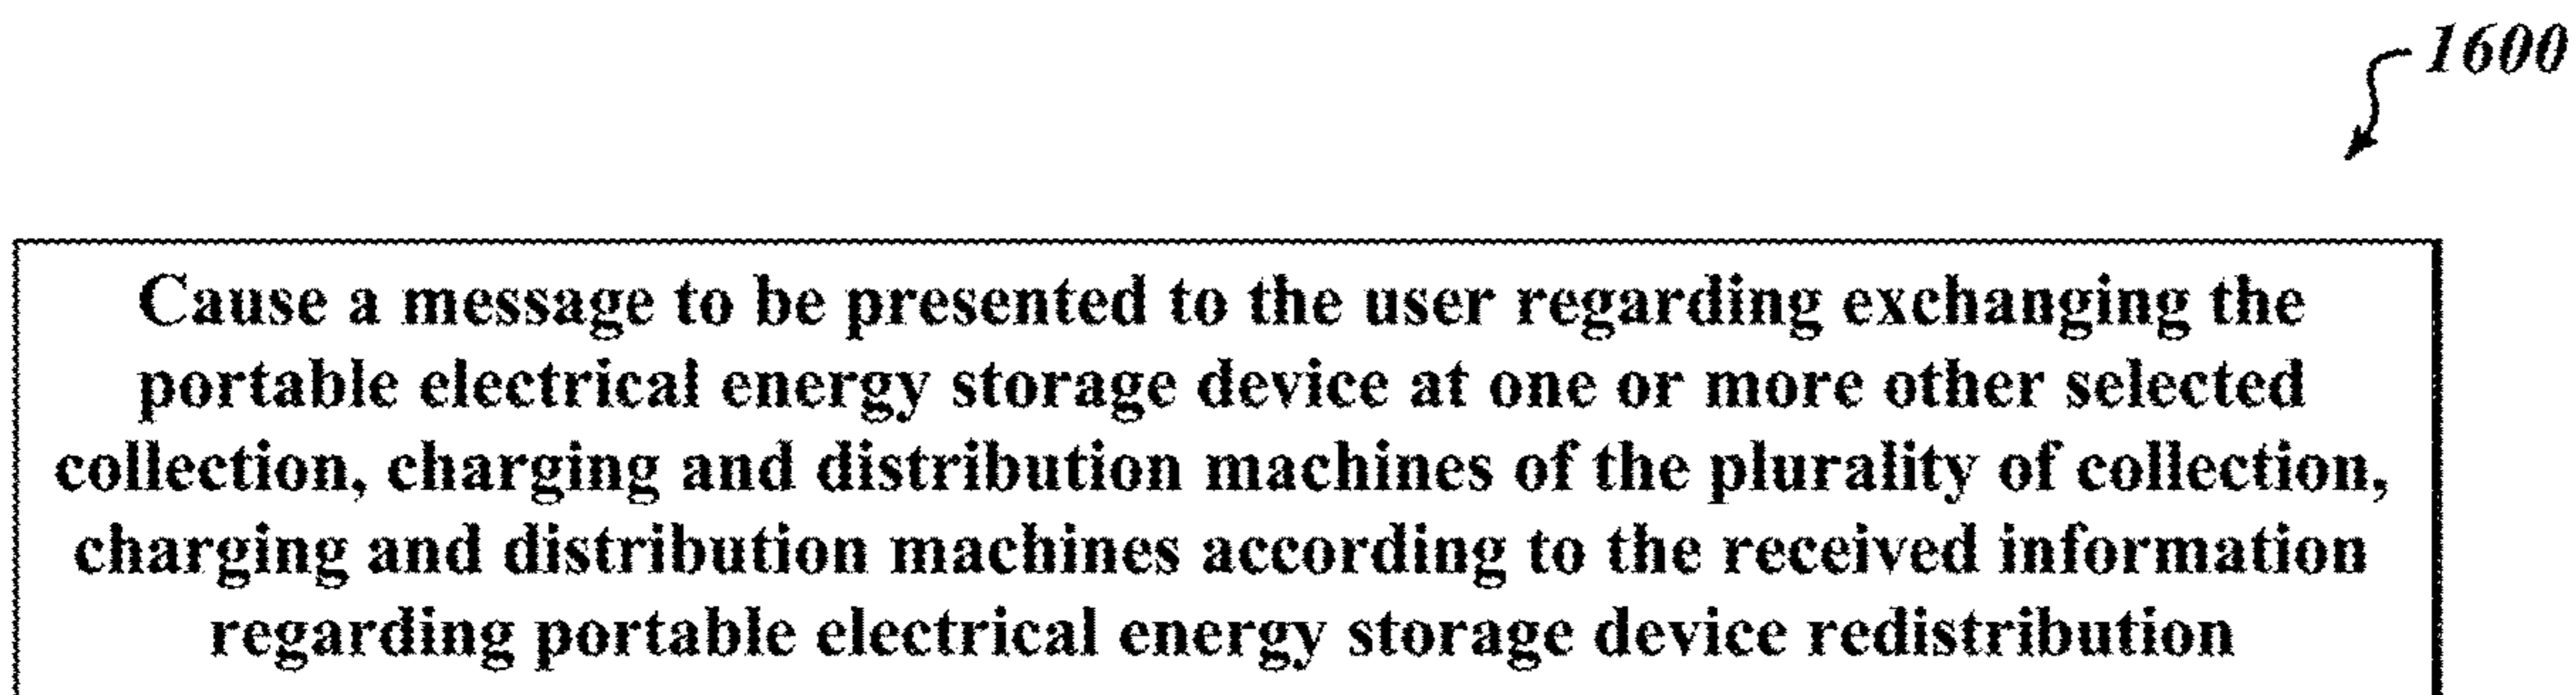 1600
Cause a message to be presented to the user regarding exchanging the
portable electrical energy storage device at one or more other selected
collection, charging and distribution machines of the plurality of collection,
charging and distribution machines according to the received information
regarding portable electrical energy storage device redistribution